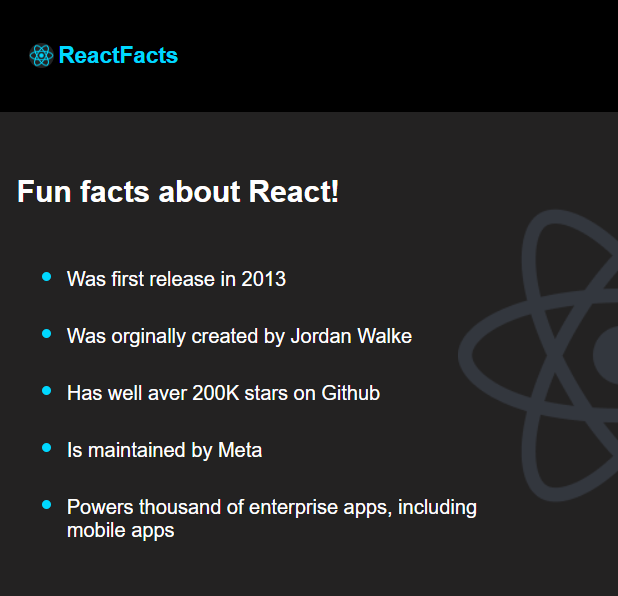 ReactFacts
Fun facts about React!
Was first release in 2013
Was orginally created by Jordan Walke
Has well aver 200K stars on Github
Is maintained by Meta
Powers thousand of enterprise apps, including
mobile apps